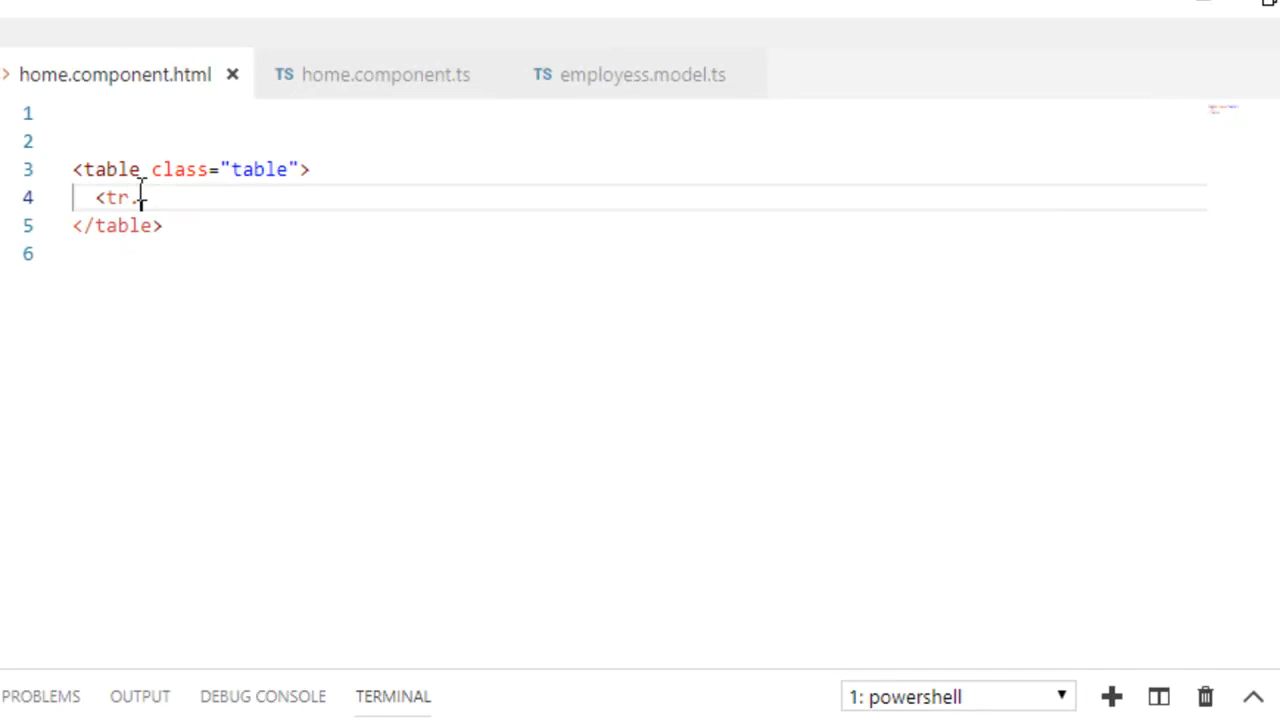 home.component.html × TS home.component.ts TS employess.model.ts
1
2
3 <table class="table">
4 <tr.
5 </table>
6
PROBLEMS OUTPUT DEBUG CONSOLE TERMINAL 1: powershell